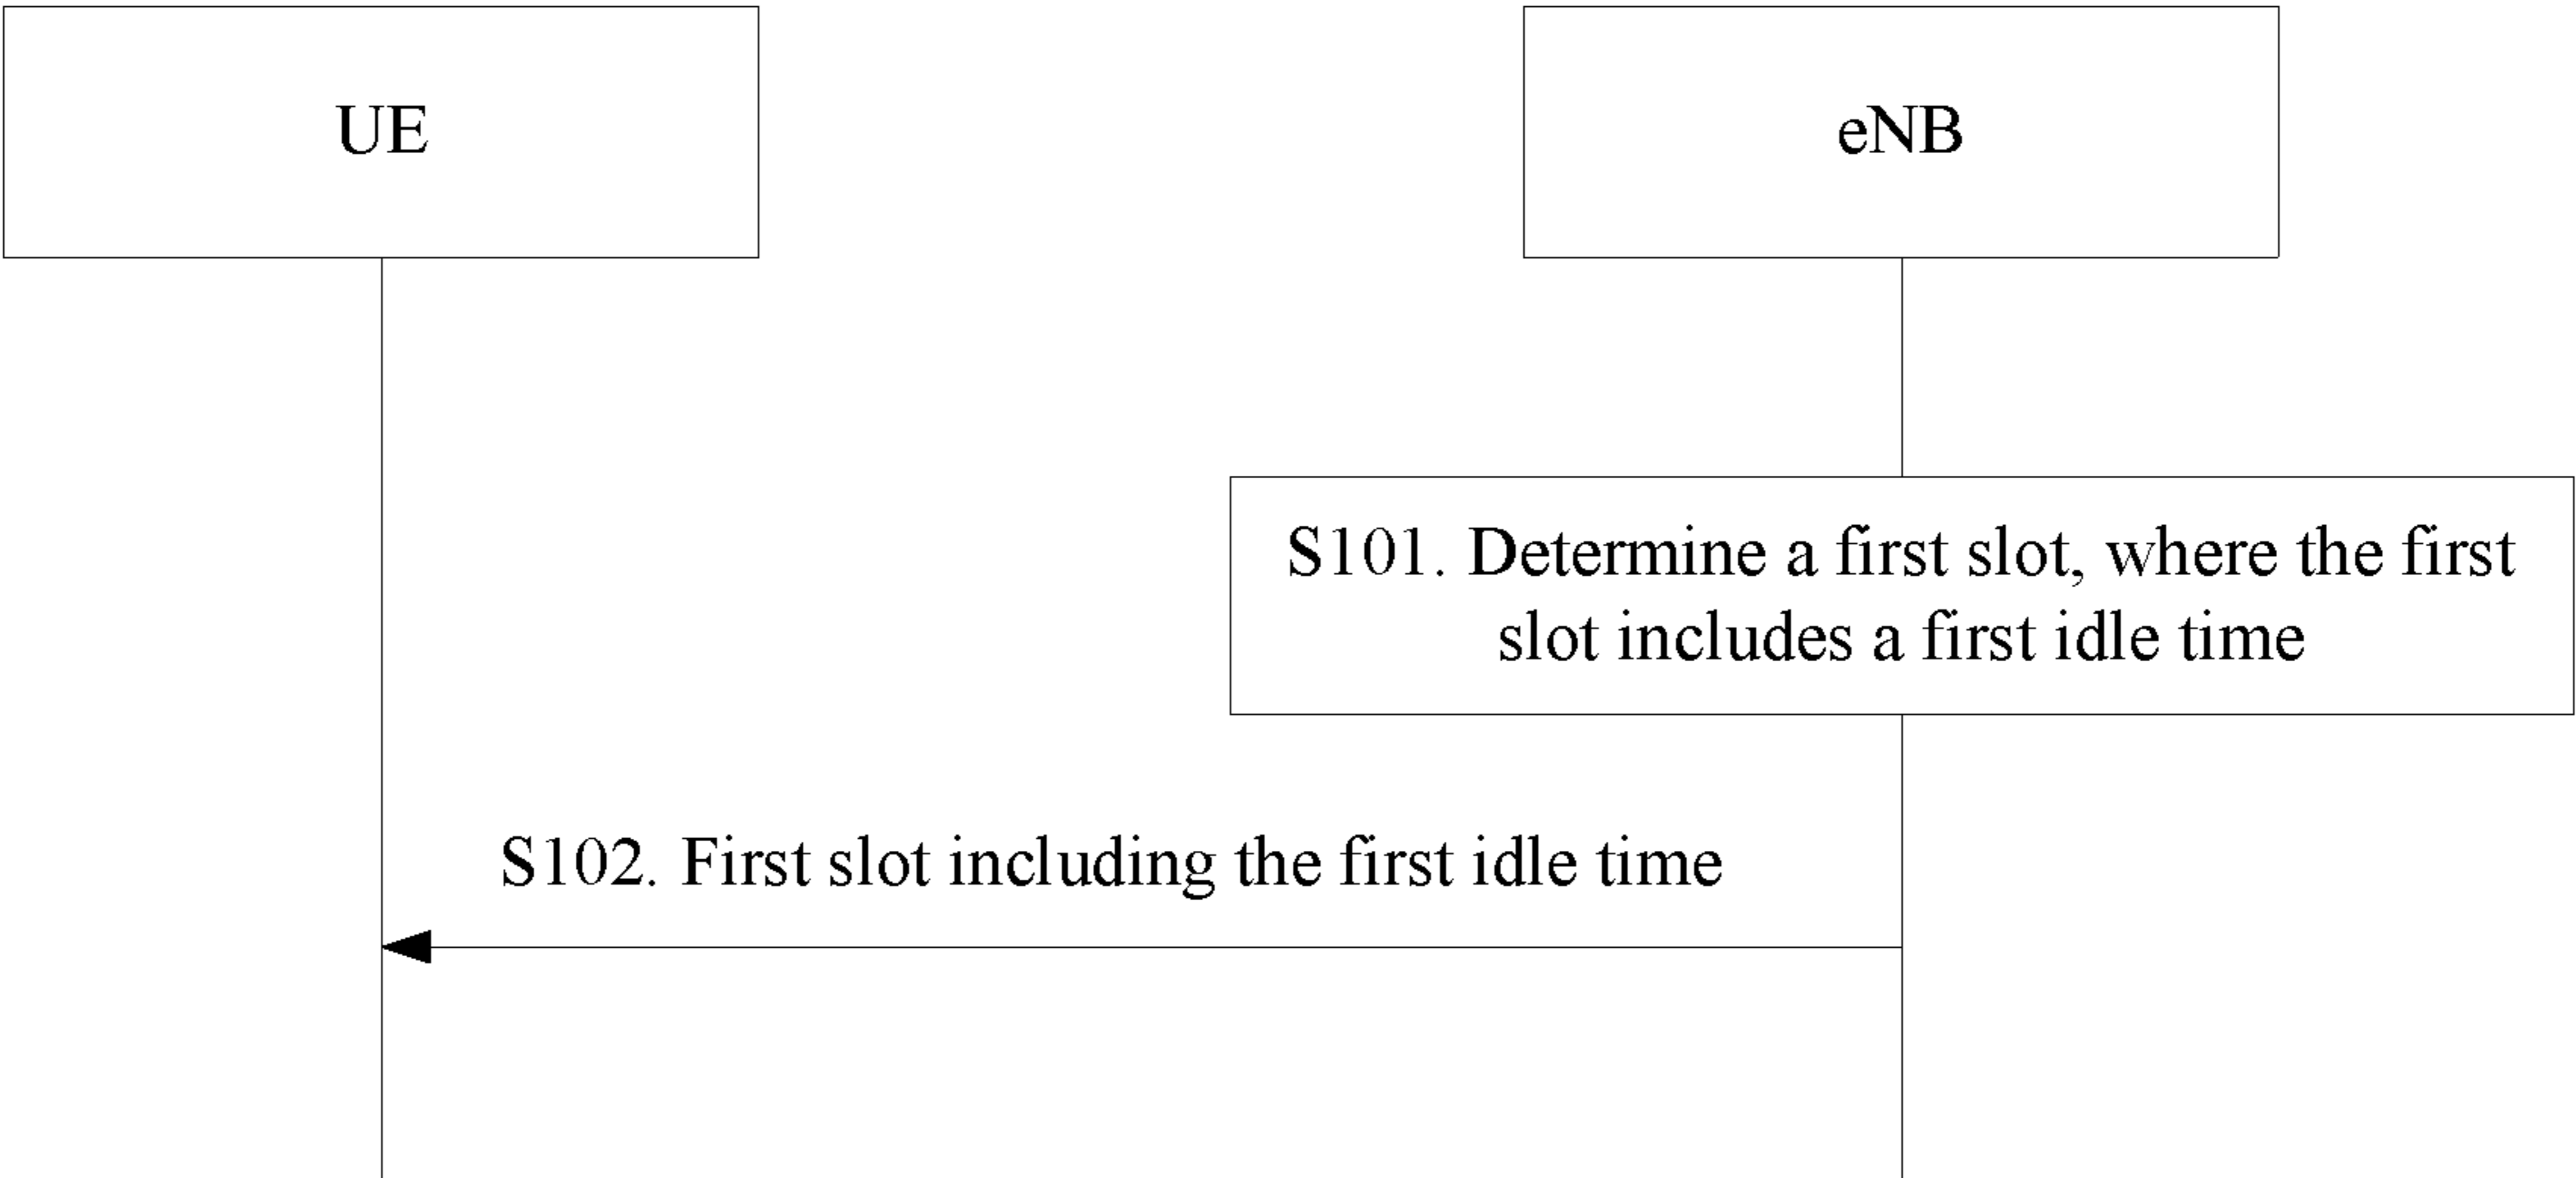 UE
eNB
S101. Determine a first slot, where the first
slot includes a first idle time
S102. First slot including the first idle time